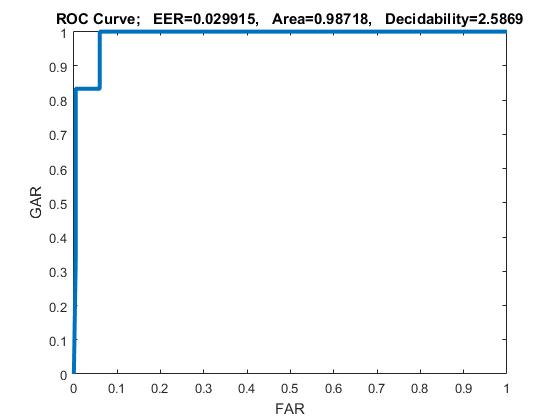 ROC Curve; EER=0.029915, Area=0.98718, Decidability=2.5869
1
0.9
0.8
0.7
0.6
0.5
0.4
0.3
0.2
0.1
0
GAR
0 0.1 0.2 0.3 0.4 0.5 0.6 0.7 0.8 0.9 1
FAR